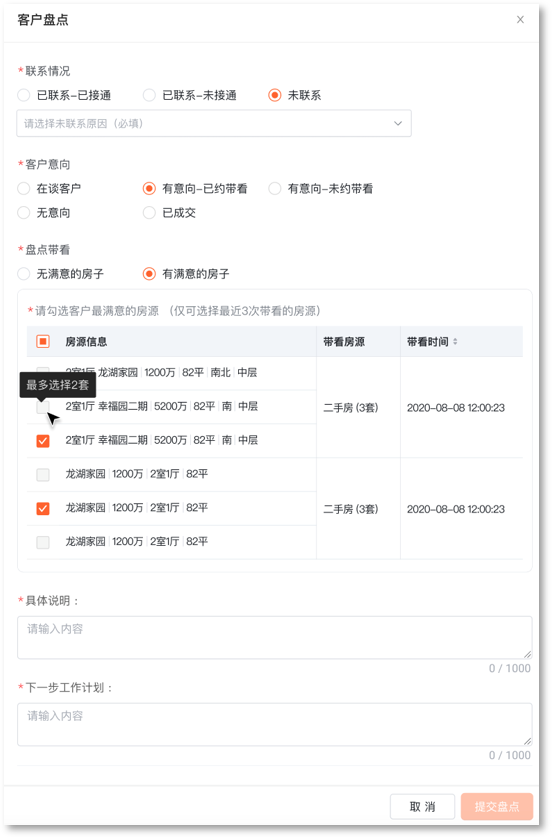 客户盘点
*联系情况
已联系-已接通 已联系-未接通 未联系
请选择未联系原因（必填）
*客户意向
在谈客户 有意向-已约带看 有意向-未约带看
无意向 已成交
*盘点带看
无满意的房子 有满意的房子
*请勾选客户最满意的房源 （仅可选择最近3次带看的房源）
房源信息 带看房源 带看时间
2室1厅 龙湖家园 1200万 82平 南北 中层
最多选择2套
2室1厅 幸福园二期 5200万 82平 南 中层
二手房 (3套) 2020-08-08 12:00:23
2室1厅 幸福园二期 5200万 82平 南 中层
龙湖家园 1200万 2室1厅 82平
龙湖家园 1200万 2室1厅 82平
二手房 (3套) 2020-08-08 12:00:23
龙湖家园 1200万 2室1厅 82平
*具体说明：
请输入内容
0 / 1000
*下一步工作计划：
请输入内容
0 / 1000
取 消 提交盘点